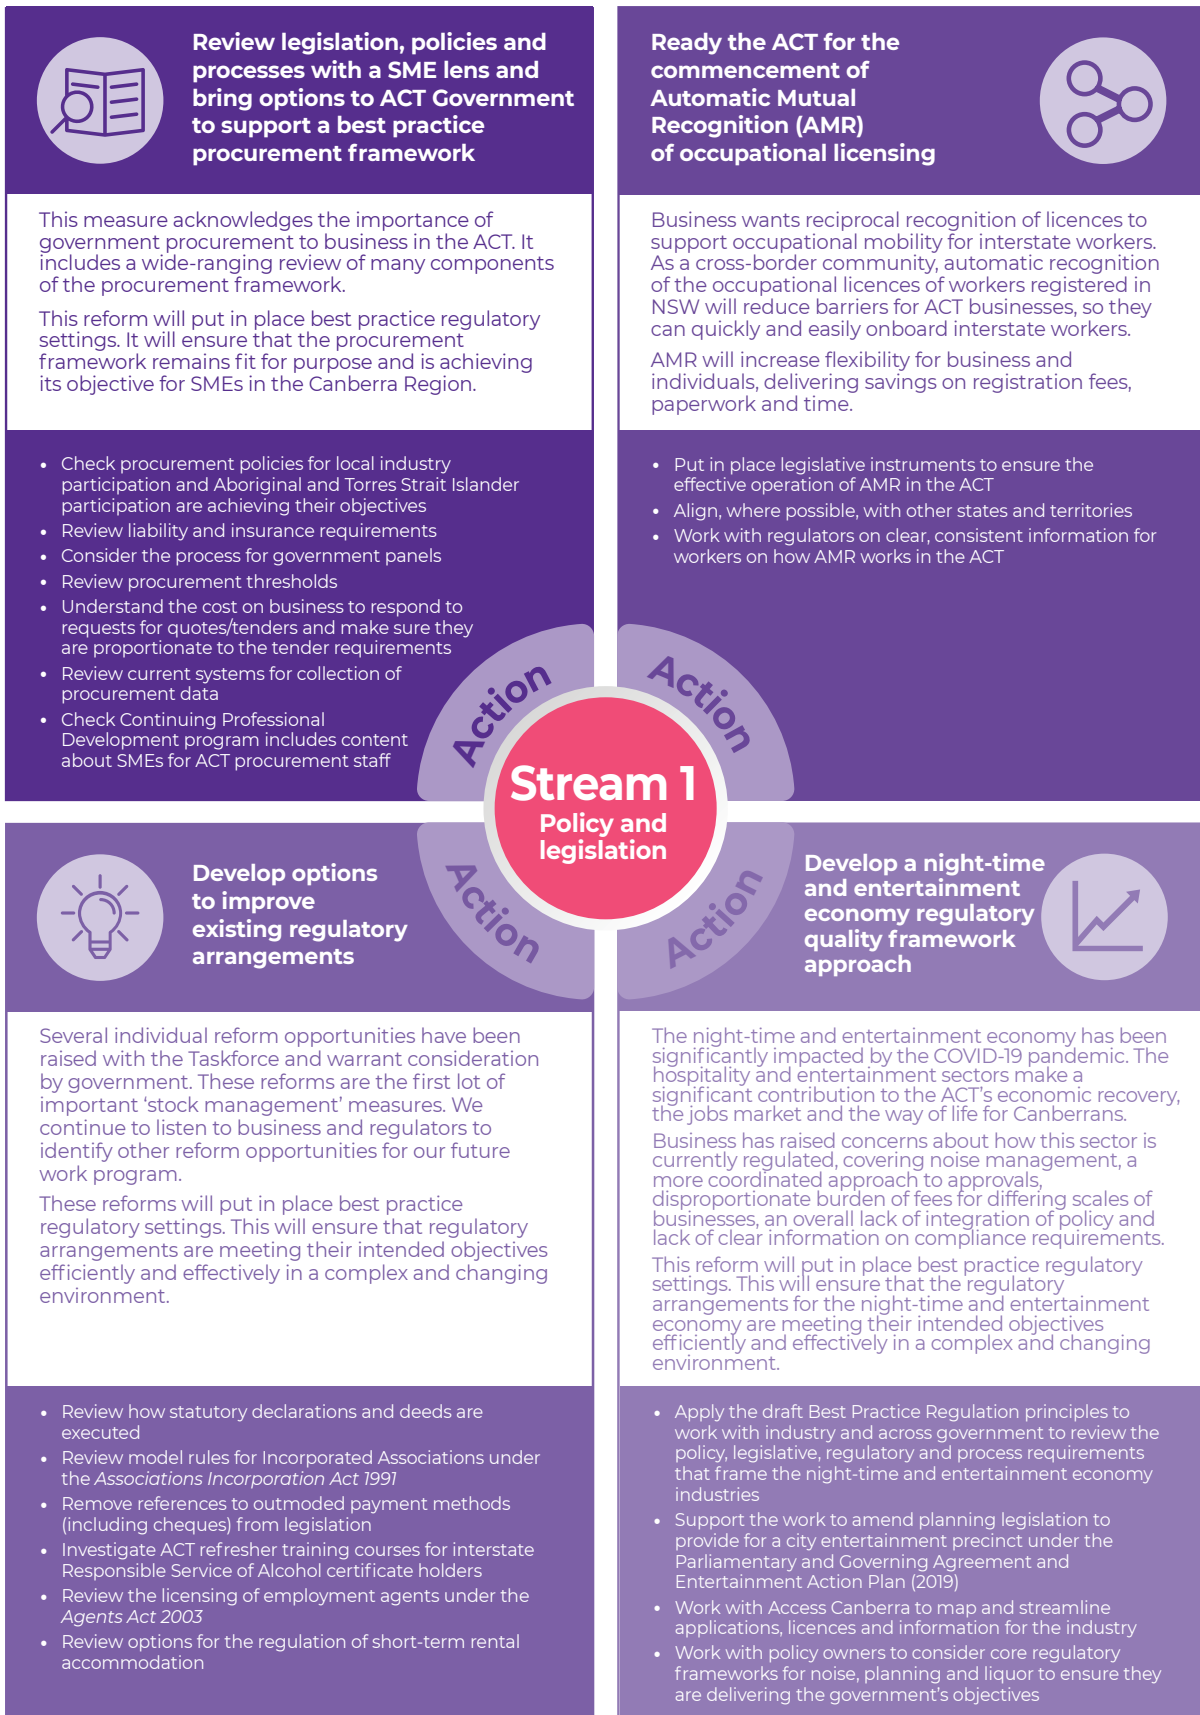 Review legislation, policies and
processes with a SME lens and
bring options to ACT Government
to support a best practice
procurement framework
This measure acknowledges the importance of
government procurement to business in the ACT. It
includes a wide-ranging review of many components
of the procurement framework.
This reform will put in place best practice regulatory
settings. It will ensure that the procurement
framework remains fit for purpose and is achieving
its objective for SMEs in the Canberra Region.
• Check procurement policies for local industry
participation and Aboriginal and Torres Strait Islander
participation are achieving their objectives
• Review liability and insurance requirements
• Consider the process for government panels
• Review procurement thresholds
• Understand the cost on business to respond to
requests for quotes/tenders and make sure they
are proportionate to the tender requirements
• Review current systems for collection of
procurement data
• Check Continuing Professional
Development program includes content
about SMEs for ACT procurement staff
Action
Ready the ACT for the
commencement of
Automatic Mutual
Recognition (AMR)
of occupational licensing
Business wants reciprocal recognition of licences to
support occupational mobility for interstate workers.
As a cross-border community, automatic recognition
of the occupational licences of workers registered in
NSW will reduce barriers for ACT businesses, so they
can quickly and easily onboard interstate workers.
AMR will increase flexibility for business and
individuals, delivering savings on registration fees,
paperwork and time.
• Put in place legislative instruments to ensure the
effective operation of AMR in the ACT
• Align, where possible, with other states and territories
• Work with regulators on clear, consistent information for
workers on how AMR works in the ACT
Action
Stream 1
Policy and
legislation
Develop options
to improve
existing regulatory
arrangements
Action
Several individual reform opportunities have been
raised with the Taskforce and warrant consideration
by government. These reforms are the first lot of
important ‘stock management’ measures. We
continue to listen to business and regulators to
identify other reform opportunities for our future
work program.
These reforms will put in place best practice
regulatory settings. This will ensure that regulatory
arrangements are meeting their intended objectives
efficiently and effectively in a complex and changing
environment.
• Review how statutory declarations and deeds are
executed
• Review model rules for Incorporated Associations under
the Associations Incorporation Act 1991
• Remove references to outmoded payment methods
(including cheques) from legislation
• Investigate ACT refresher training courses for interstate
Responsible Service of Alcohol certificate holders
• Review the licensing of employment agents under the
Agents Act 2003
• Review options for the regulation of short-term rental
accommodation
Action
Develop a night-time
and entertainment
economy regulatory
quality framework
approach
The night-time and entertainment economy has been
significantly impacted by the COVID-19 pandemic. The
hospitality and entertainment sectors make a
significant contribution to the ACT’s economic recovery,
the jobs market and the way of life for Canberrans.
Business has raised concerns about how this sector is
currently regulated, covering noise management, a
more coordinated approach to approvals,
disproportionate burden of fees for differing scales of
businesses, an overall lack of integration of policy and
lack of clear information on compliance requirements.
This reform will put in place best practice regulatory
settings. This will ensure that the regulatory
arrangements for the night-time and entertainment
economy are meeting their intended objectives
efficiently and effectively in a complex and changing
environment.
• Apply the draft Best Practice Regulation principles to
work with industry and across government to review the
policy, legislative, regulatory and process requirements
that frame the night-time and entertainment economy
industries
• Support the work to amend planning legislation to
provide for a city entertainment precinct under the
Parliamentary and Governing Agreement and
Entertainment Action Plan (2019)
• Work with Access Canberra to map and streamline
applications, licences and information for the industry
• Work with policy owners to consider core regulatory
frameworks for noise, planning and liquor to ensure they
are delivering the government’s objectives